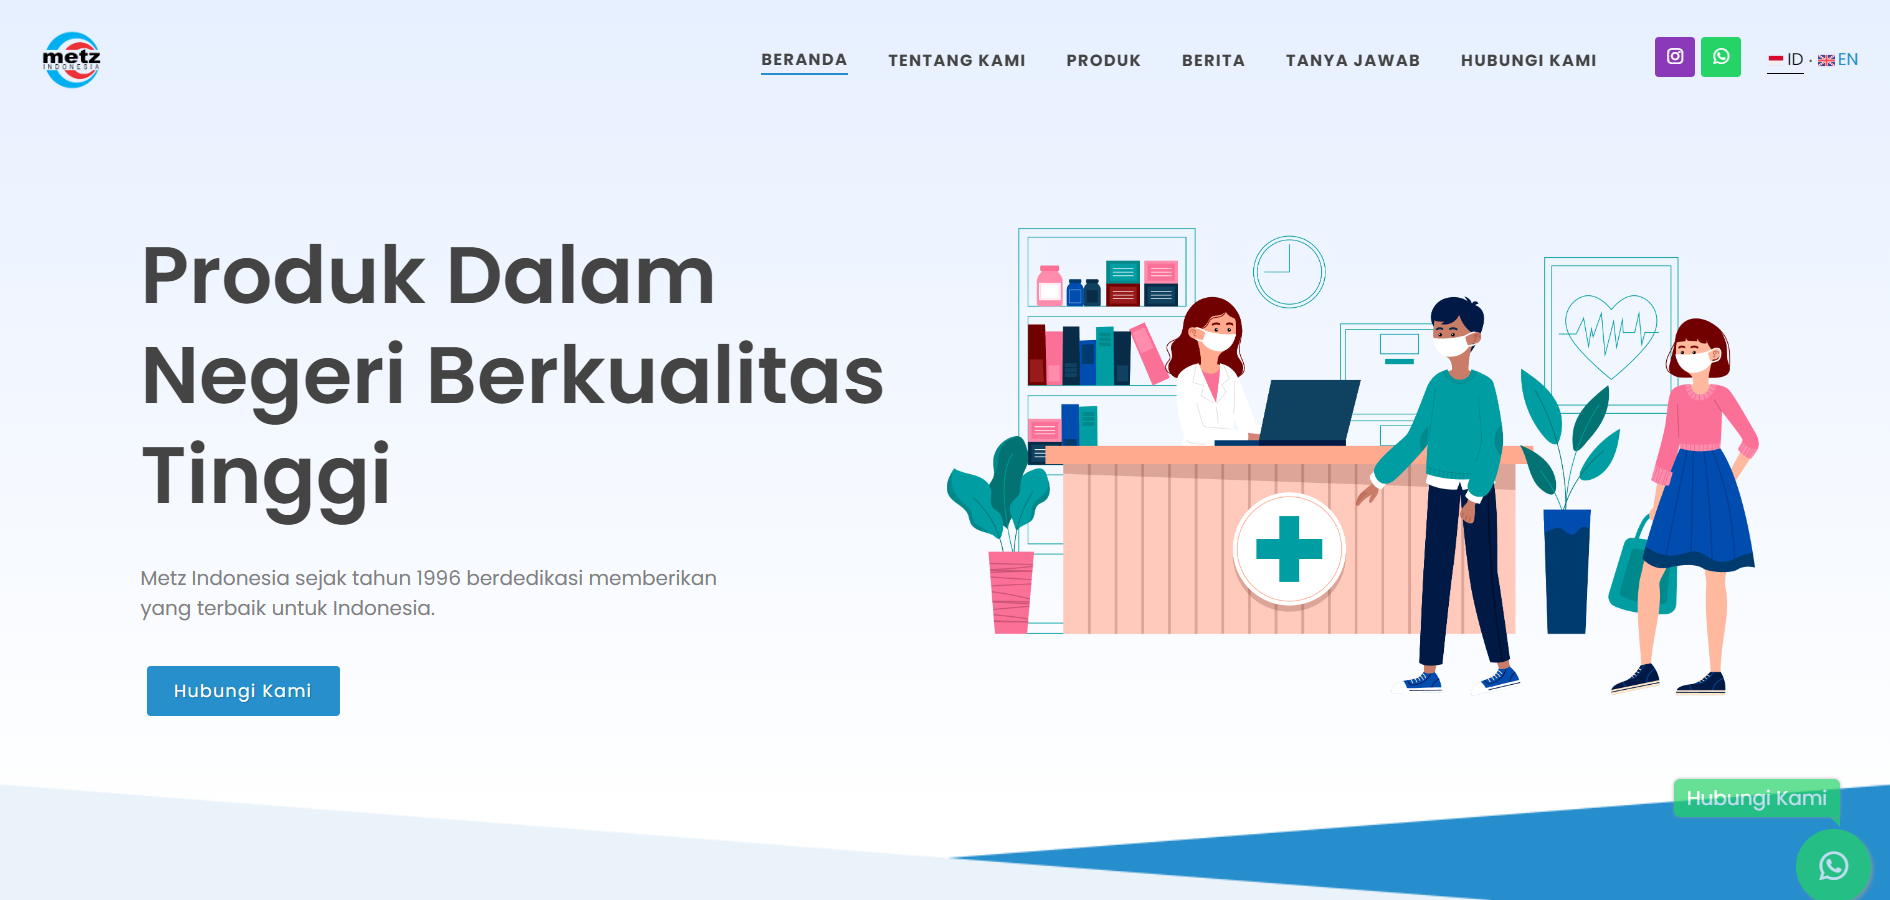 metz
INDONESIA
BERANDA
TENTANG KAMI
PRODUK
BERITA
TANYA JAWAB
HUBUNGI KAMI
ID · EN
Produk Dalam
Negeri Berkualitas
Tinggi
Metz Indonesia sejak tahun 1996 berdedikasi memberikan
yang terbaik untuk Indonesia.
Hubungi Kami
Hubungi Kami